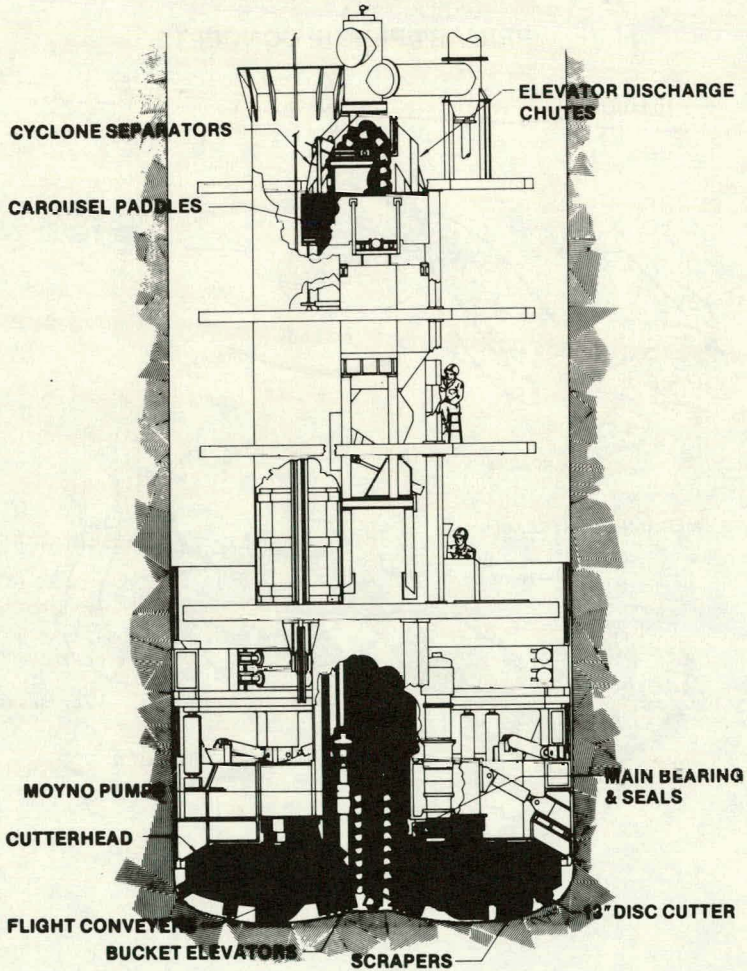 ELEVATOR DISCHARGE
CHUTES
CYCLONE SEPARATORS
CAROUSEL PADDLES
MOYNO PUMPS
MAIN BEARING
& SEALS
CUTTERHEAD
FLIGHT CONVEYERS
13" DISC CUTTER
BUCKET ELEVATORS
SCRAPERS